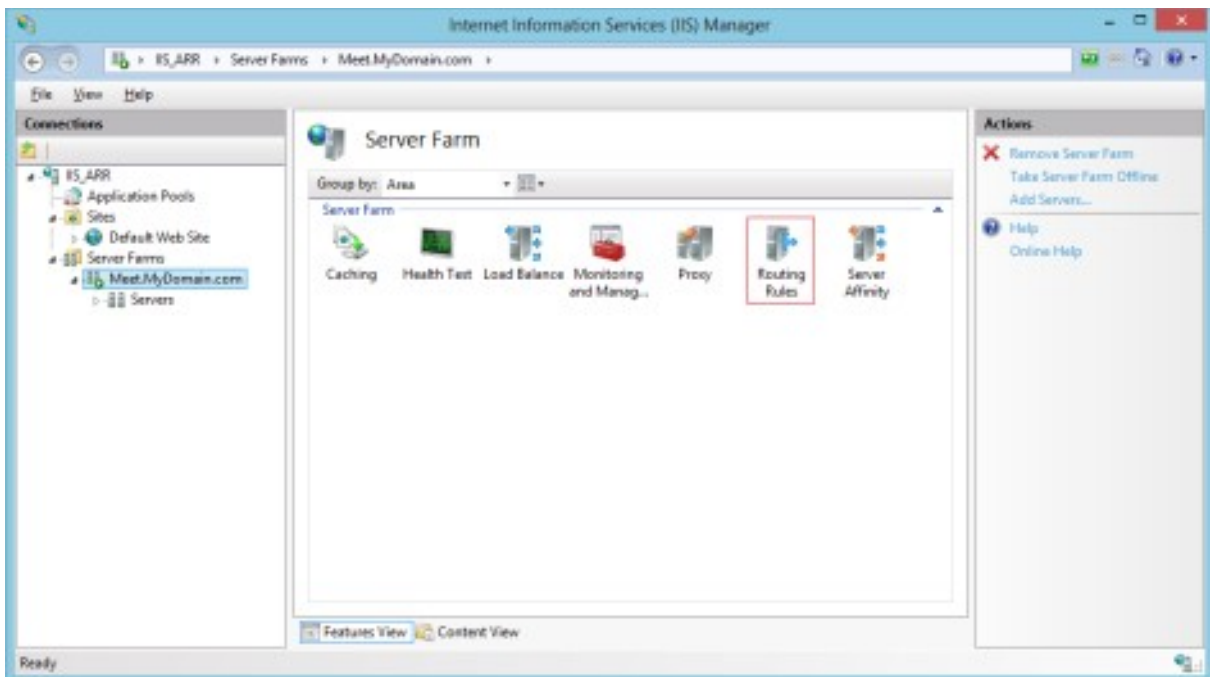 Internet Information Services (IIS) Manager
IIS_ARR Server Farms Meet.MyDomain.com
File View Help
Connections
IIS_ARR
Application Pools
Sites
Default Web Site
Server Farms
Meet.MyDomain.com
Servers
Server Farm
Group by: Area
Server Farm
Caching Health Test Load Balance Monitoring and Manag... Proxy Routing Rules Server Affinity
Features View Content View
Actions
Remove Server Farm
Take Server Farm Offline
Add Servers...
Help
Online Help
Ready